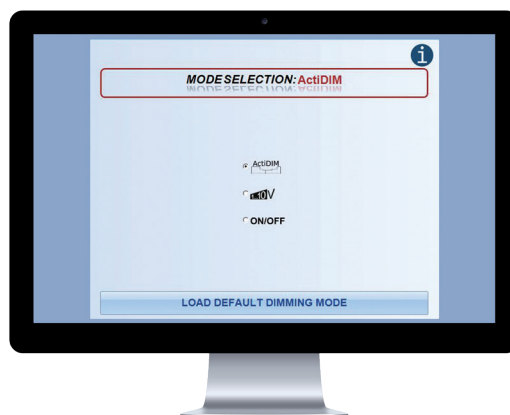 i
MODE SELECTION: ActiDIM
ActiDIM
1..10V
ON/OFF
LOAD DEFAULT DIMMING MODE